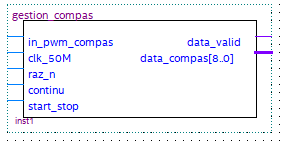 gestion_compas
in_pwm_compas data_valid
clk_50M data_compas[8..0]
raz_n
continu
start_stop
inst1